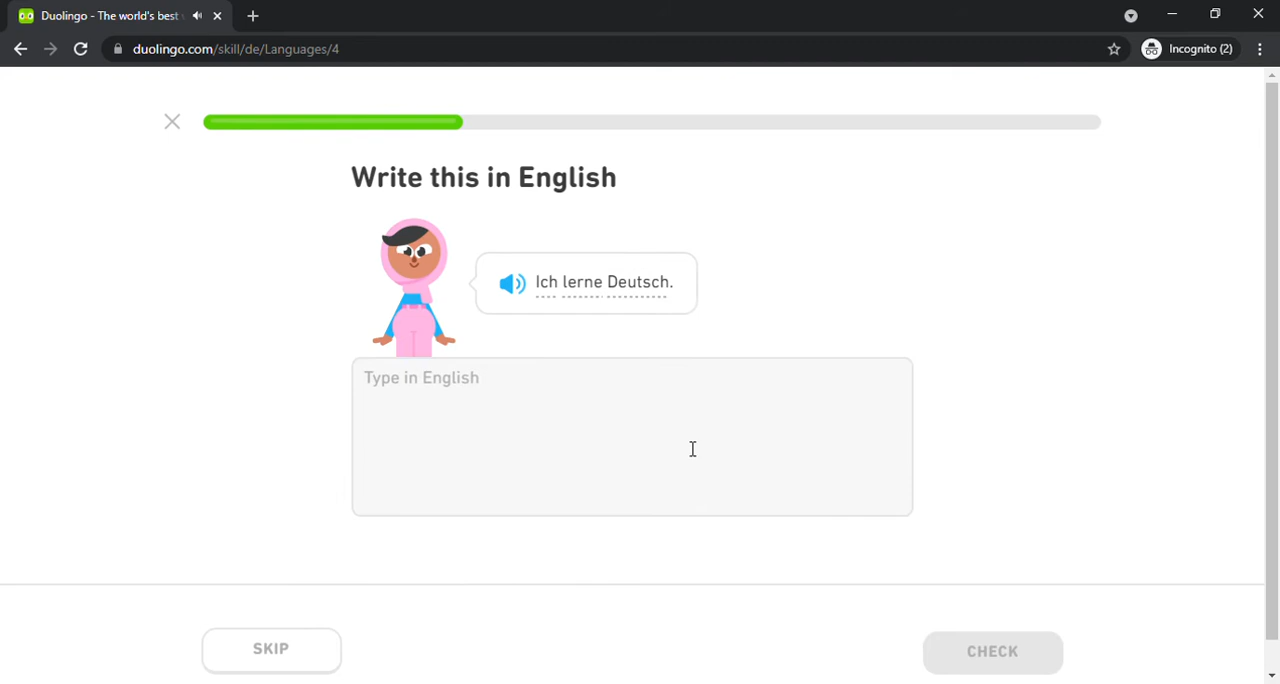 Duolingo - The world's best
duolingo.com/skill/de/Languages/4
Incognito (2)
Write this in English
Ich lerne Deutsch.
Type in English
SKIP
CHECK